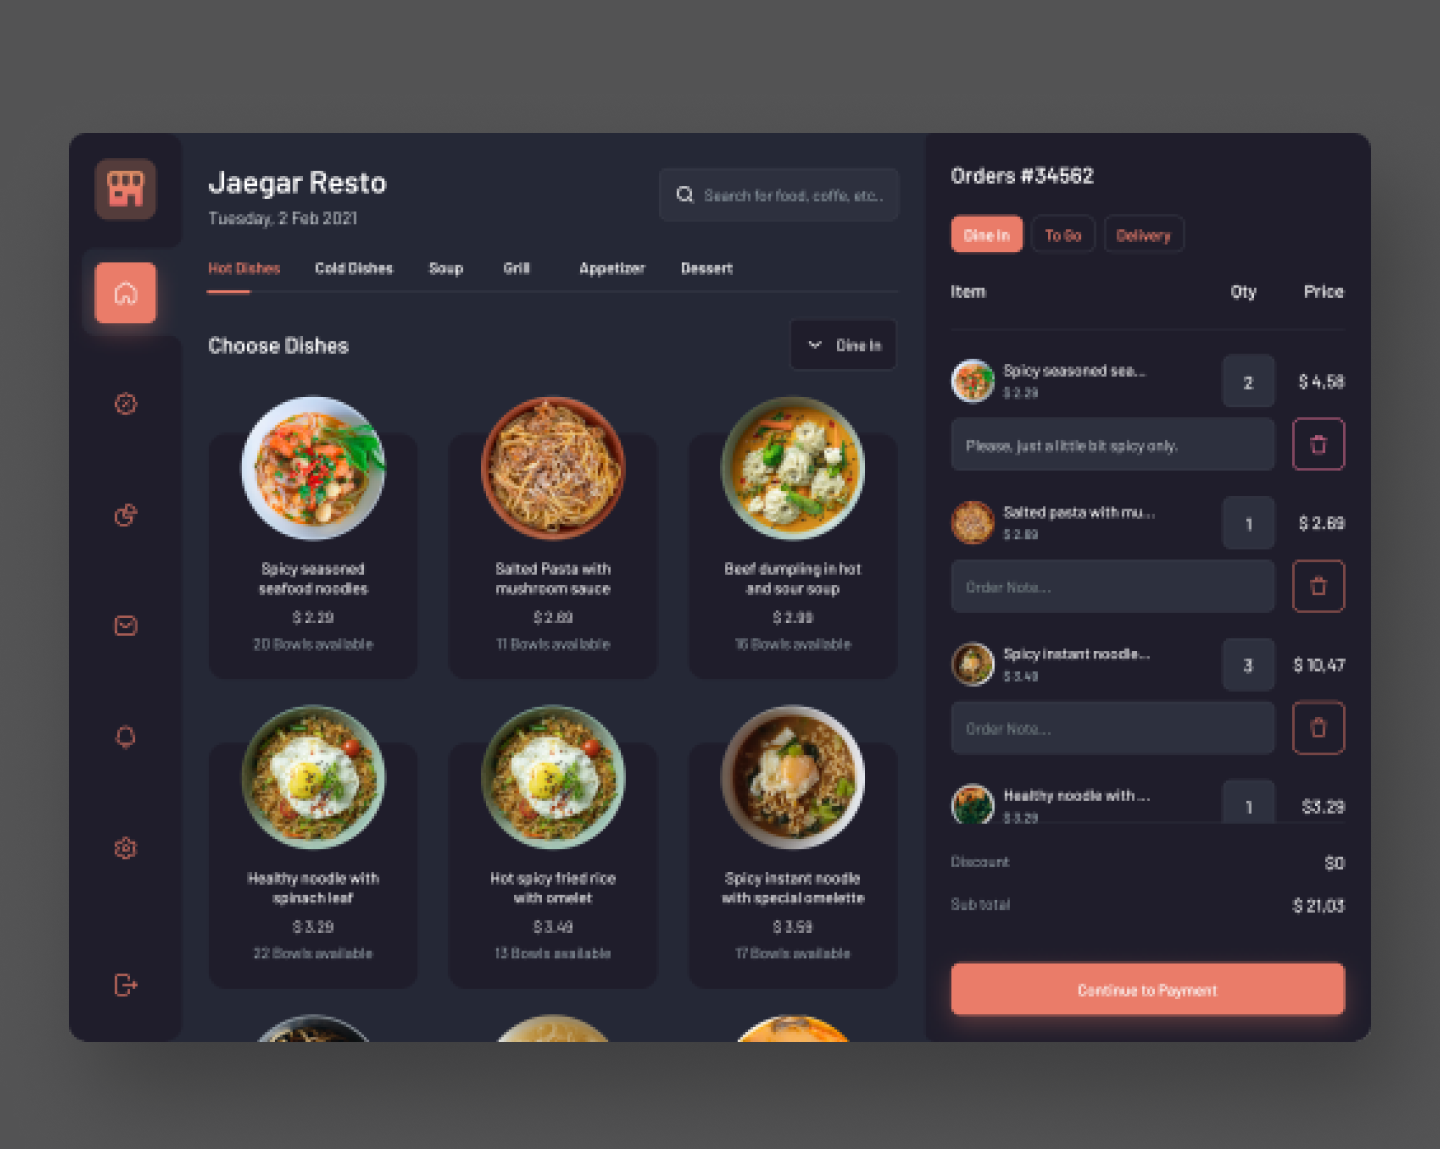 Jaegar Resto
Tuesday, 2 Feb 2021
Search for food, coffe, etc..
Hot Dishes
Cold Dishes
Soup
Grill
Appetizer
Dessert
Choose Dishes
Dine In
Spicy seasoned
seafood noodles
$ 2.29
20 Bowls available
Salted Pasta with
mushroom sauce
$ 2.69
11 Bowls available
Beef dumpling in hot
and sour soup
$ 2.99
16 Bowls available
Healthy noodle with
spinach leaf
$ 3.29
22 Bowls available
Hot spicy fried rice
with omelet
$ 3.49
13 Bowls available
Spicy instant noodle
with special omelette
$ 3.59
17 Bowls available
Orders #34562
Dine In
To Go
Delivery
Item
Qty
Price
Spicy seasoned sea...
$ 2.29
2
$ 4,58
Please, just a little bit spicy only.
Salted pasta with mu...
$ 2.69
1
$ 2.69
Order Note...
Spicy instant noodle...
$ 3.49
3
$ 10,47
Order Note...
Healthy noodle with ...
$ 3.29
1
$3.29
Discount
$0
Sub total
$ 21,03
Continue to Payment